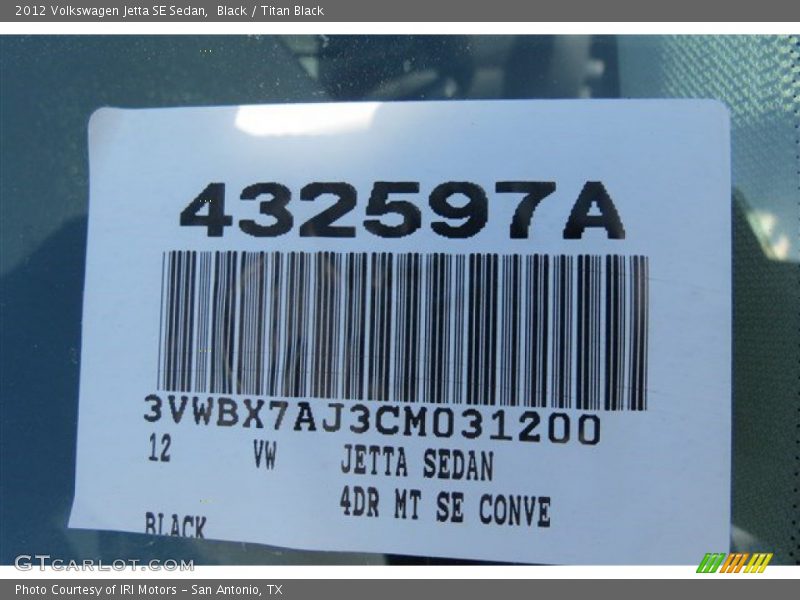 2012 Volkswagen Jetta SE Sedan,  Black / Titan Black
432597A
3VWBX7AJ3CM031200
12 VW JETTA SEDAN
4DR MT SE CONVE
BLACK
GTCARLOT.COM
Photo Courtesy of IRI Motors - San Antonio, TX